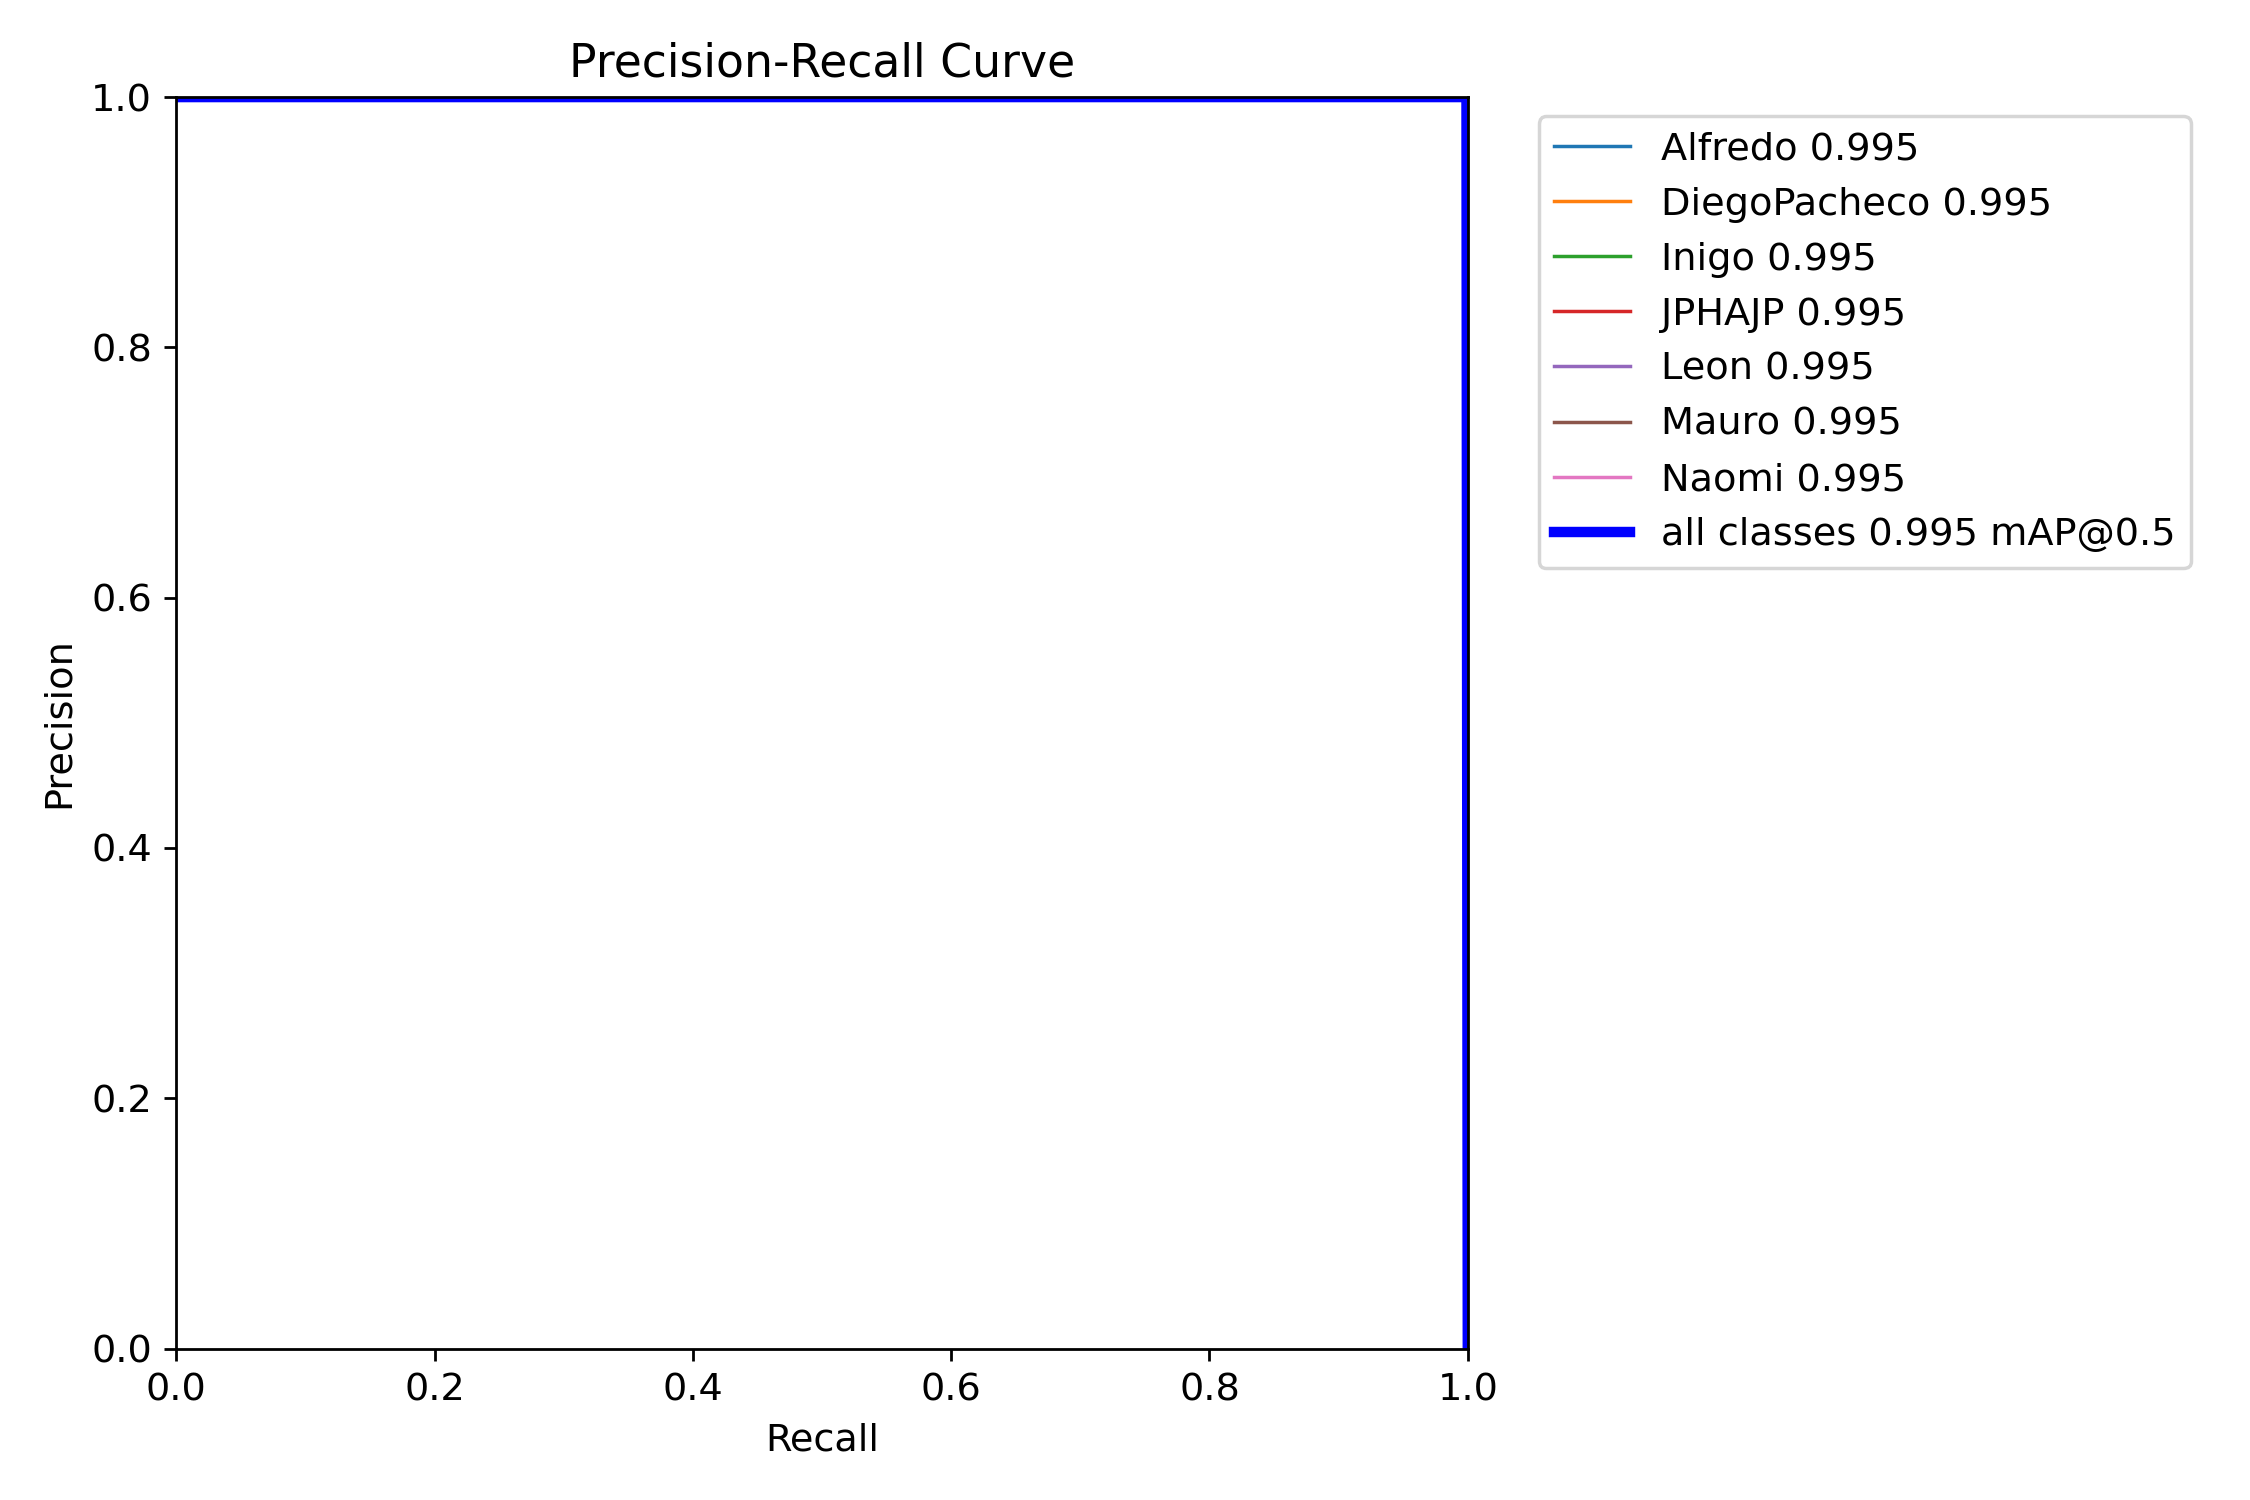 Precision-Recall Curve
1.0
0.8
0.6
0.4
0.2
0.0
Precision
0.0 0.2 0.4 0.6 0.8 1.0
Recall
Alfredo 0.995
DiegoPacheco 0.995
Inigo 0.995
JPHAJP 0.995
Leon 0.995
Mauro 0.995
Naomi 0.995
all classes 0.995 mAP@0.5